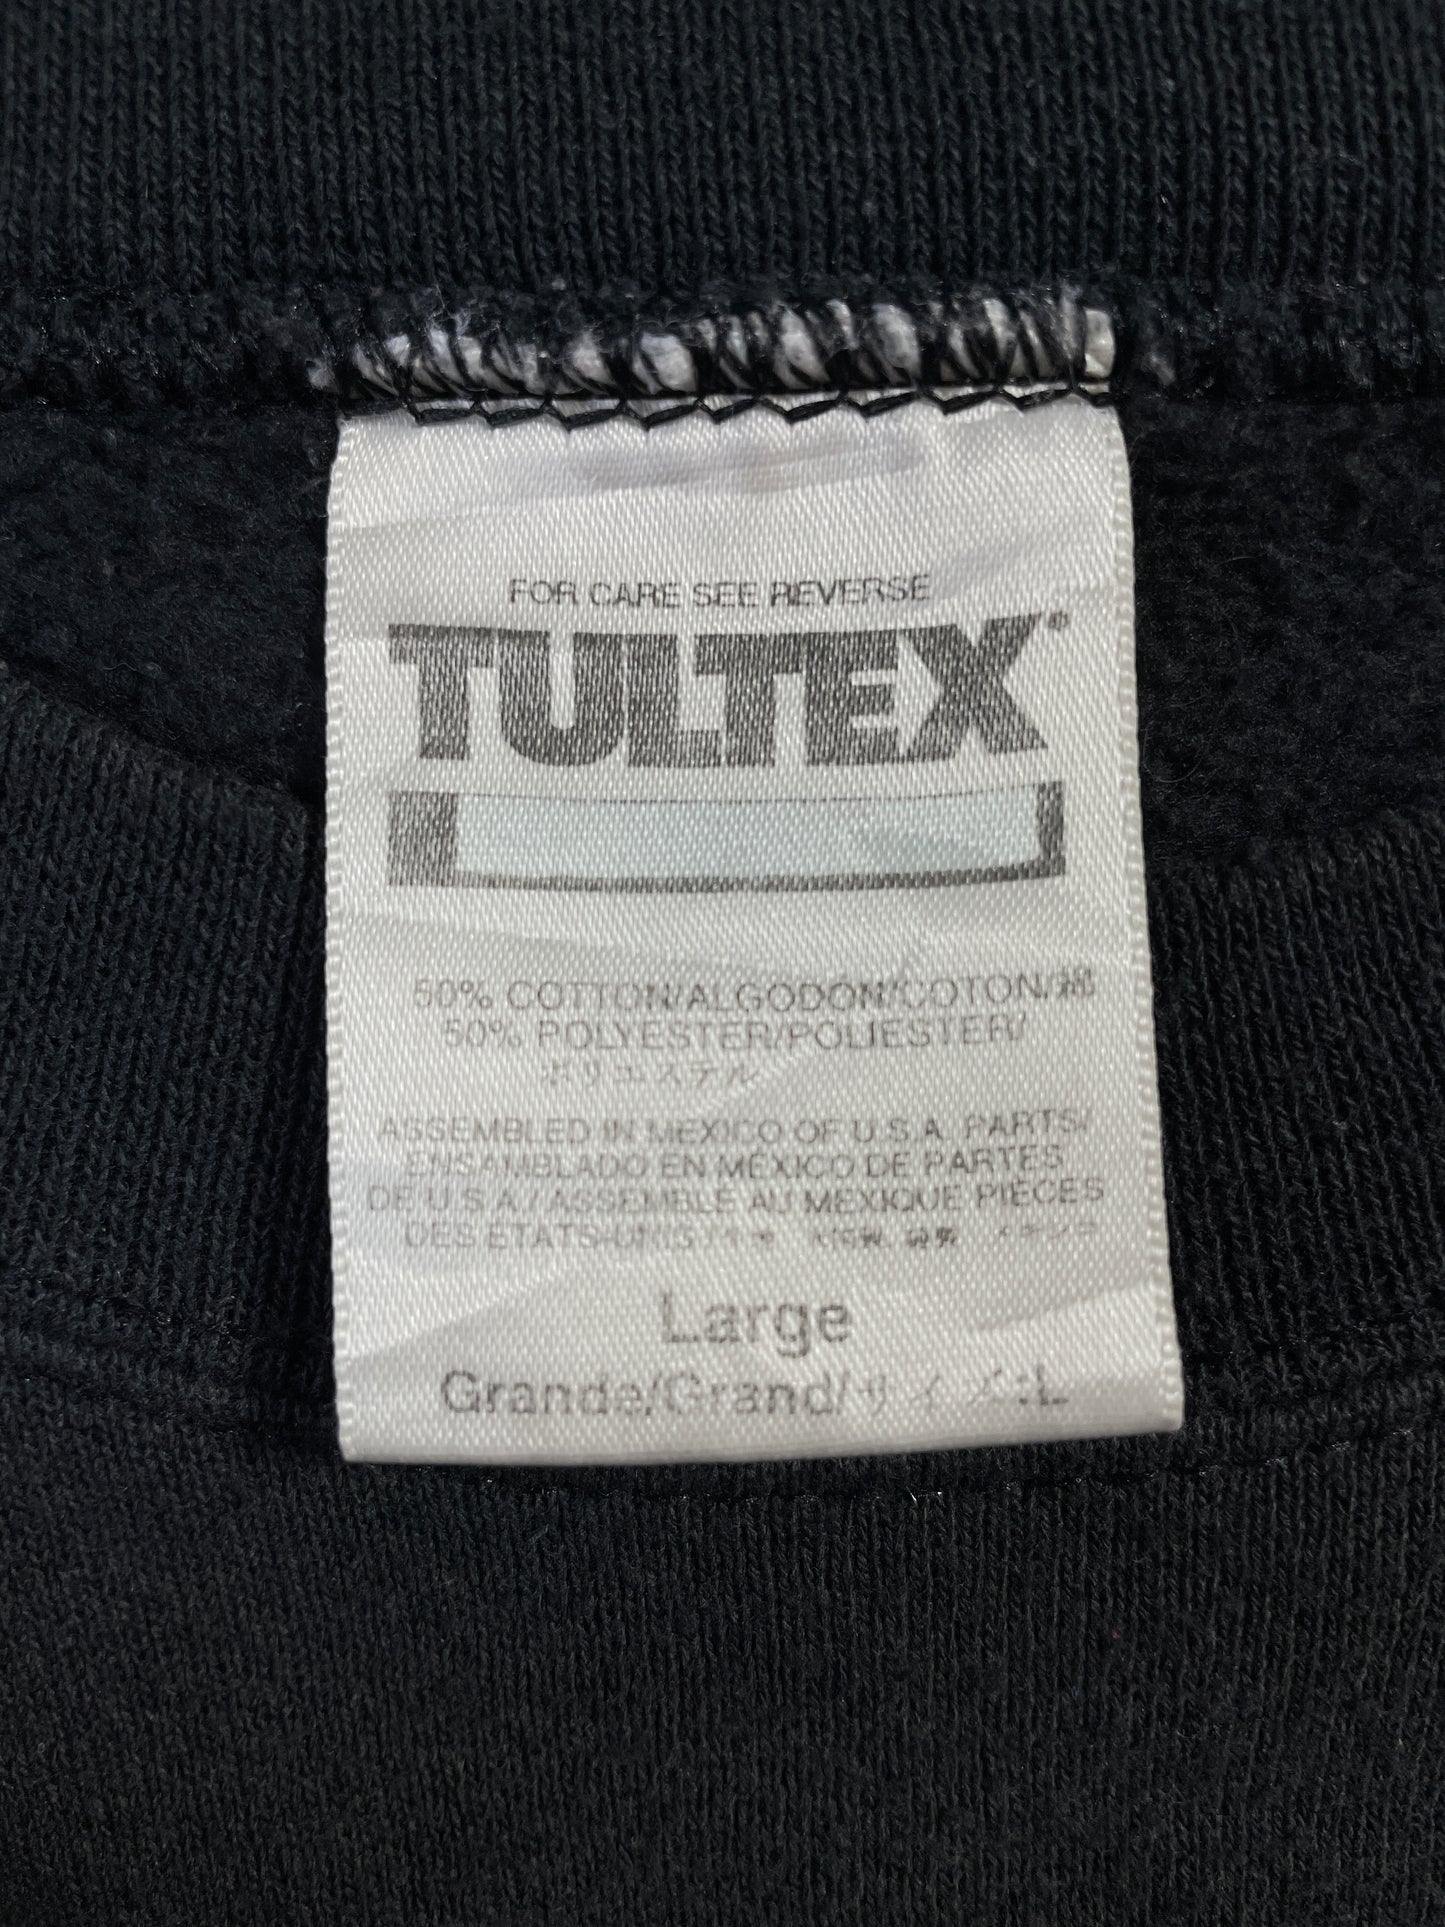 FOR CARE SEE REVERSE
TULTEX®
50% COTTON/ALGODÓN/COTON/綿
50% POLYESTER/POLIESTER/
ポリエステル
ASSEMBLED IN MEXICO OF U.S.A. PARTS/
ENSAMBLADO EN MÉXICO DE PARTES
DE U.S.A./ASSEMBLÉ AU MEXIQUE PIÈCES
DES ÉTATS-UNIS
Large
Grande/Grand/サイズ:L